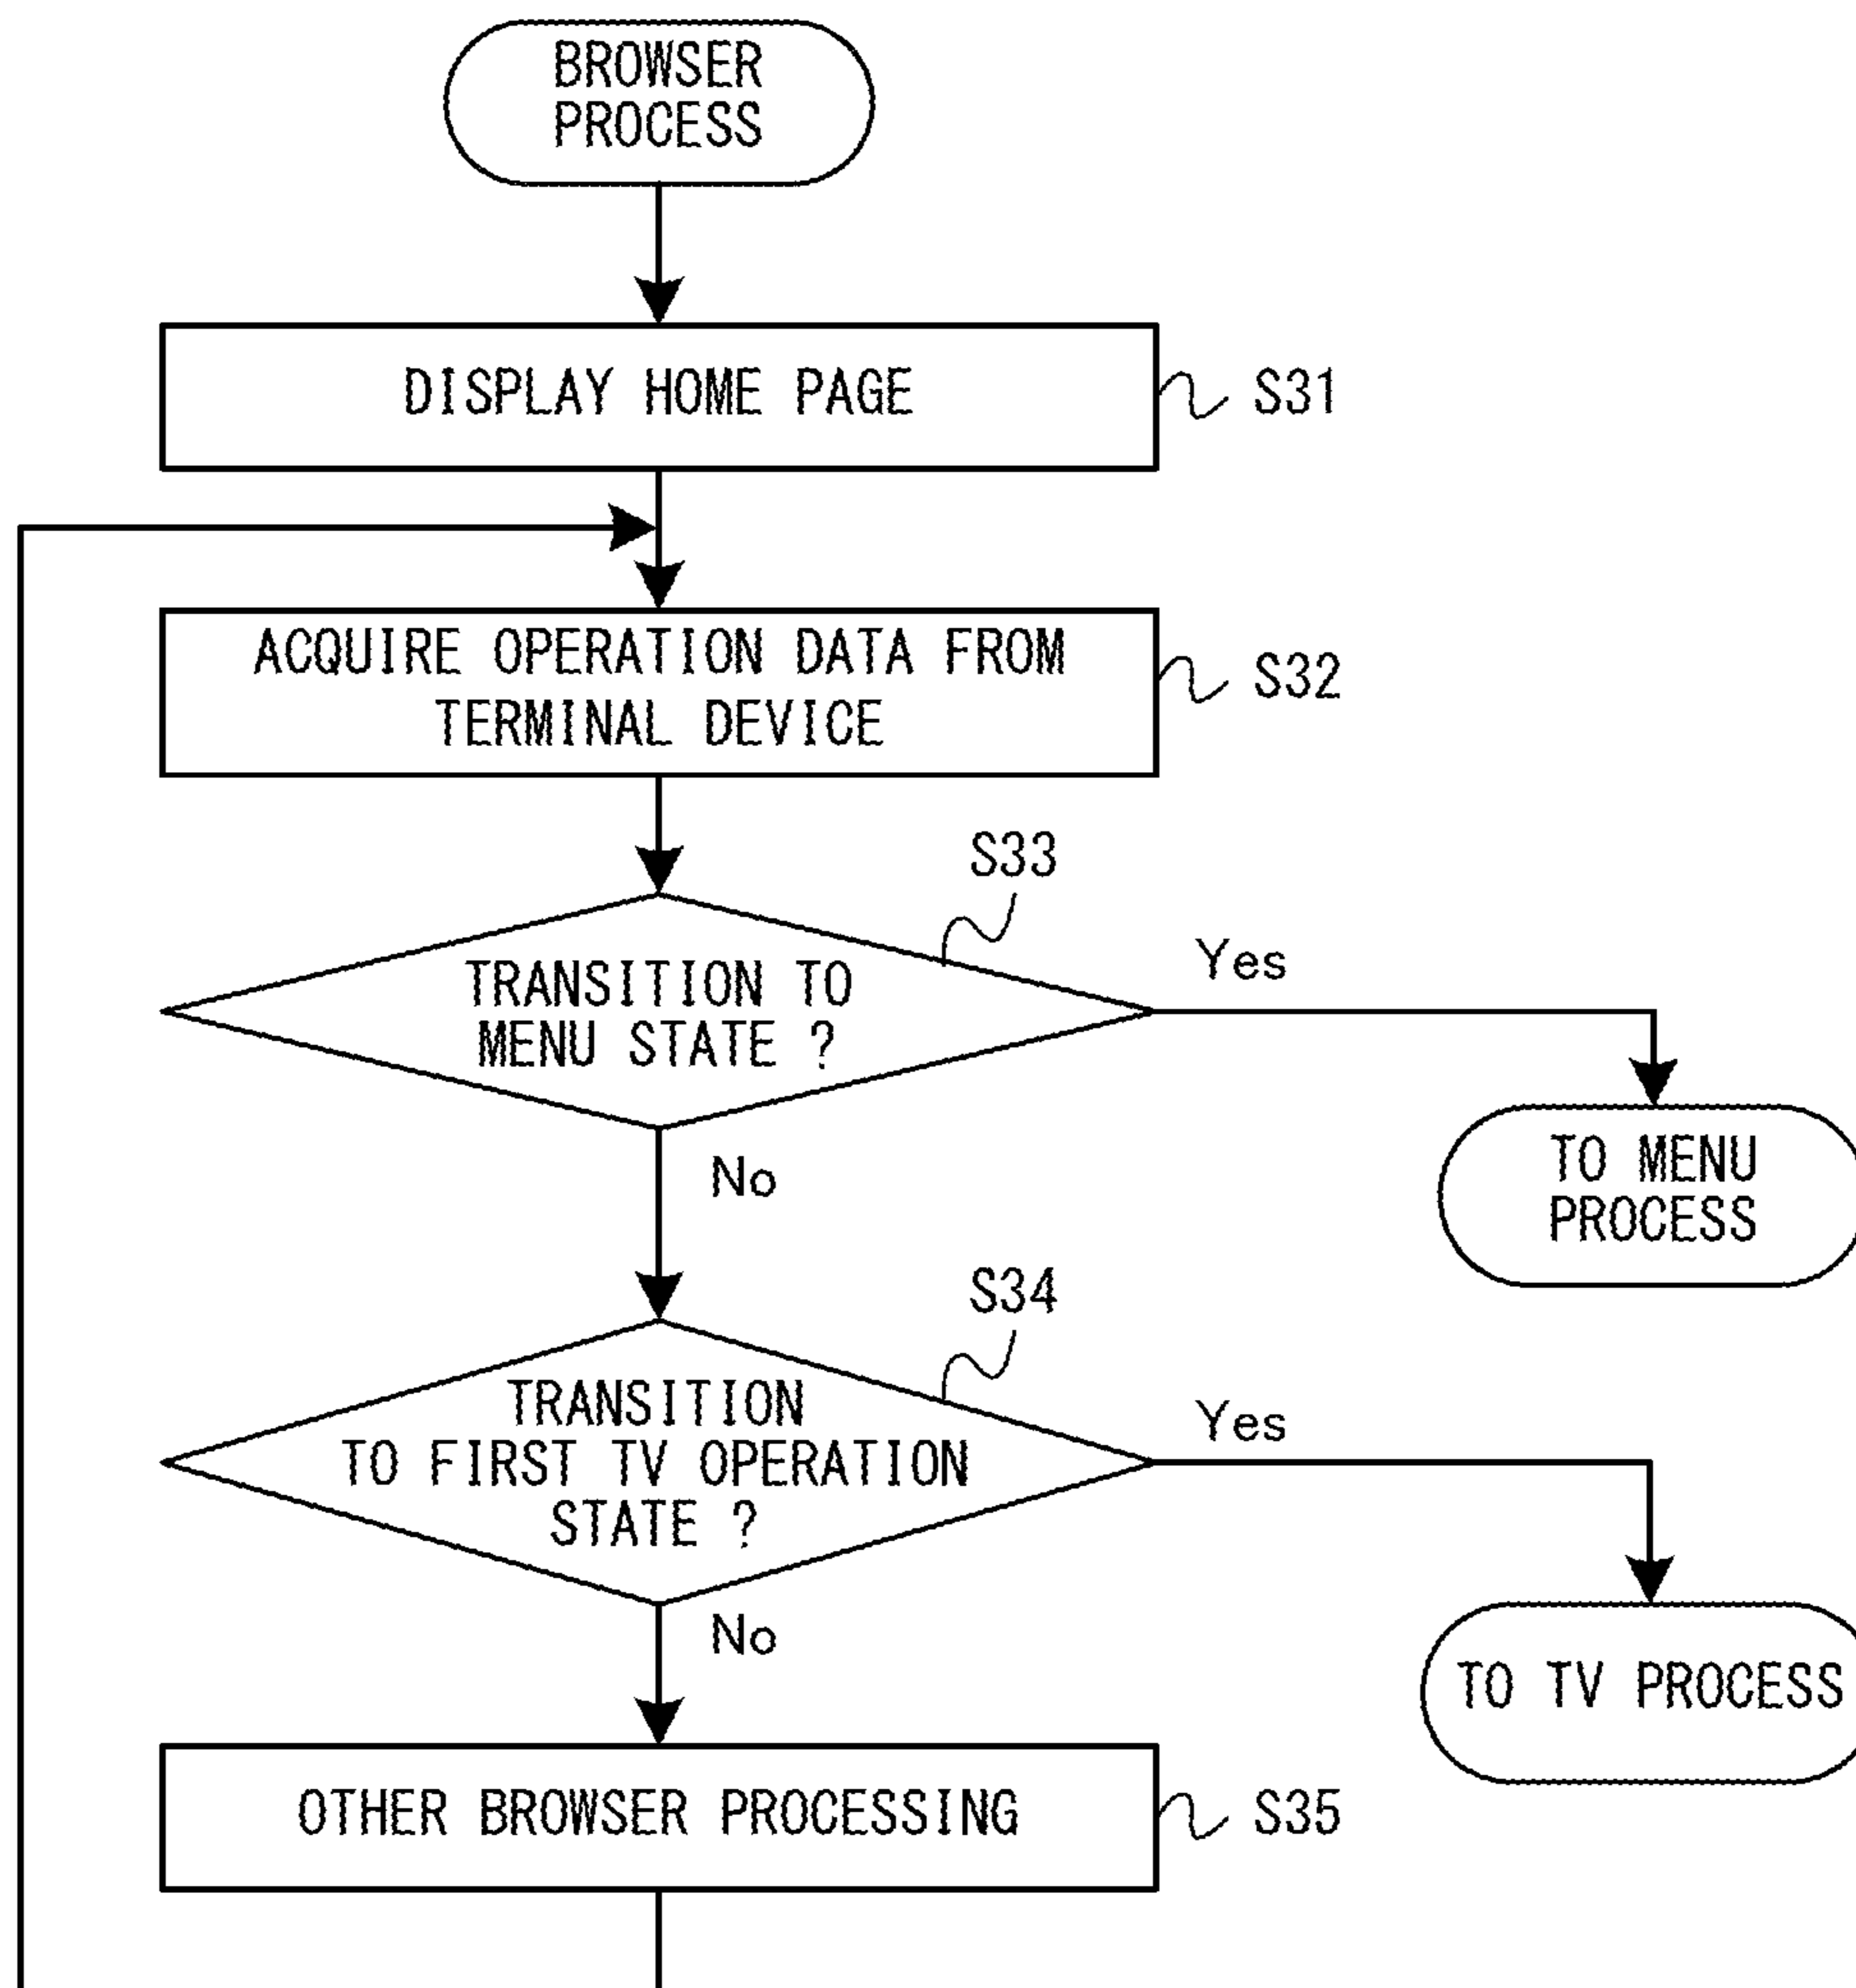 BROWSER
PROCESS
DISPLAY HOME PAGE
S31
ACQUIRE OPERATION DATA FROM
TERMINAL DEVICE
S32
S33
TRANSITION TO
MENU STATE ?
Yes
No
TO MENU
PROCESS
S34
TRANSITION
TO FIRST TV OPERATION
STATE ?
Yes
No
TO TV PROCESS
OTHER BROWSER PROCESSING
S35